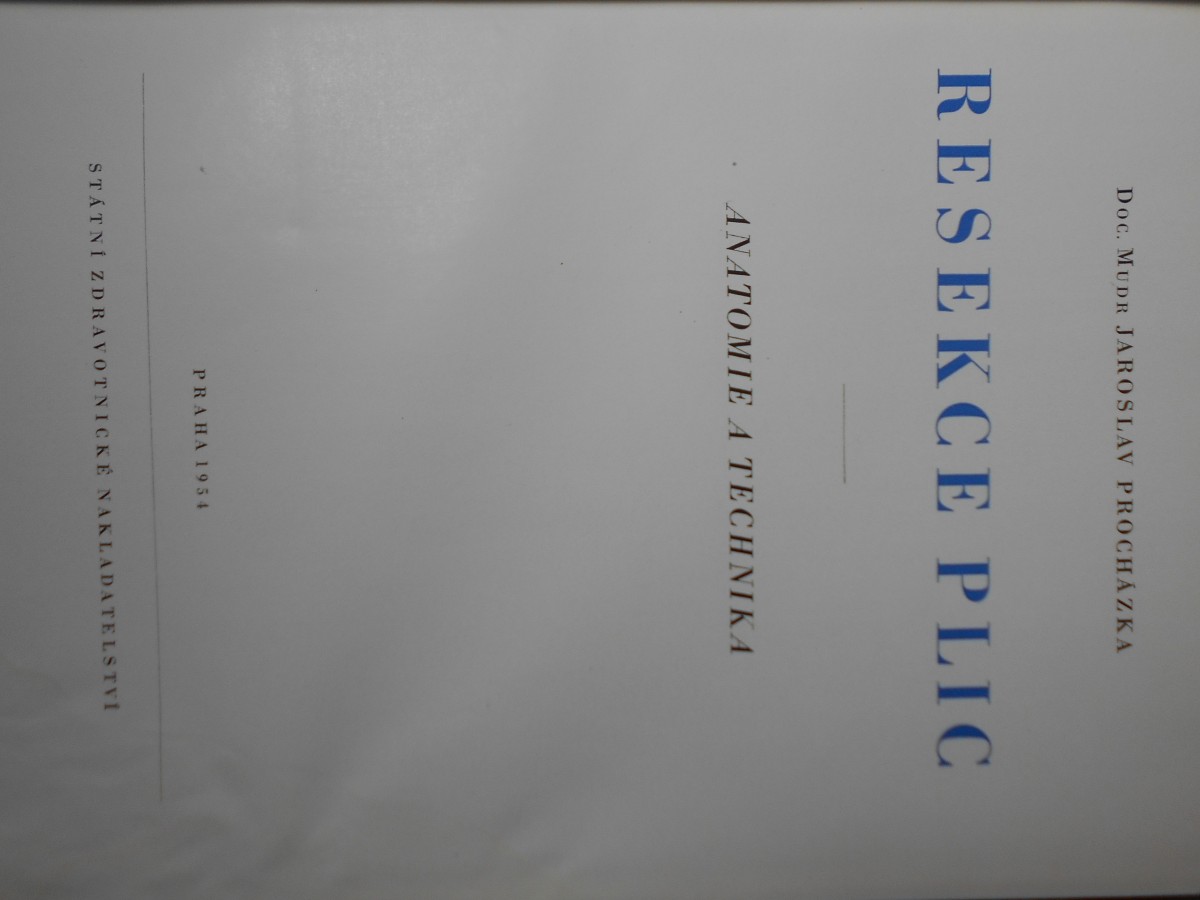 Doc. MUDR JAROSLAV PROCHÁZKA
RESEKCE PLIC
ANATOMIE A TECHNIKA
PRAHA 1954
STÁTNÍ ZDRAVOTNICKÉ NAKLADATELSTVÍ